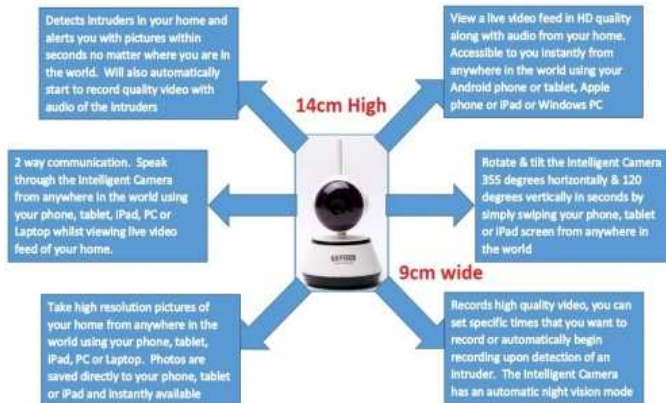 Detects intruders in your home and
alerts you with pictures within
seconds no matter where you are in
the world. Will also automatically
start to record quality video with
audio of the intruders
View a live video feed in HD quality
along with audio from your home.
Accessible to you instantly from
anywhere in the world using your
Android phone or tablet, Apple
phone or iPad or Windows PC
14cm High
2 way communication. Speak
through the Intelligent Camera
from anywhere in the world using
your phone, tablet, iPad, PC or
Laptop whilst viewing live video
feed of your home.
Rotate & tilt the Intelligent Camera
355 degrees horizontally & 120
degrees vertically in seconds by
simply swiping your phone, tablet
or iPad screen from anywhere in
the world
9cm wide
Take high resolution pictures of
your home from anywhere in the
world using your phone, tablet,
iPad, PC or Laptop. Photos are
saved directly to your phone, tablet
or iPad and instantly available
Records high quality video, you can
set specific times that you want to
record or automatically begin
recording upon detection of an
intruder. The Intelligent Camera
has an automatic night vision mode